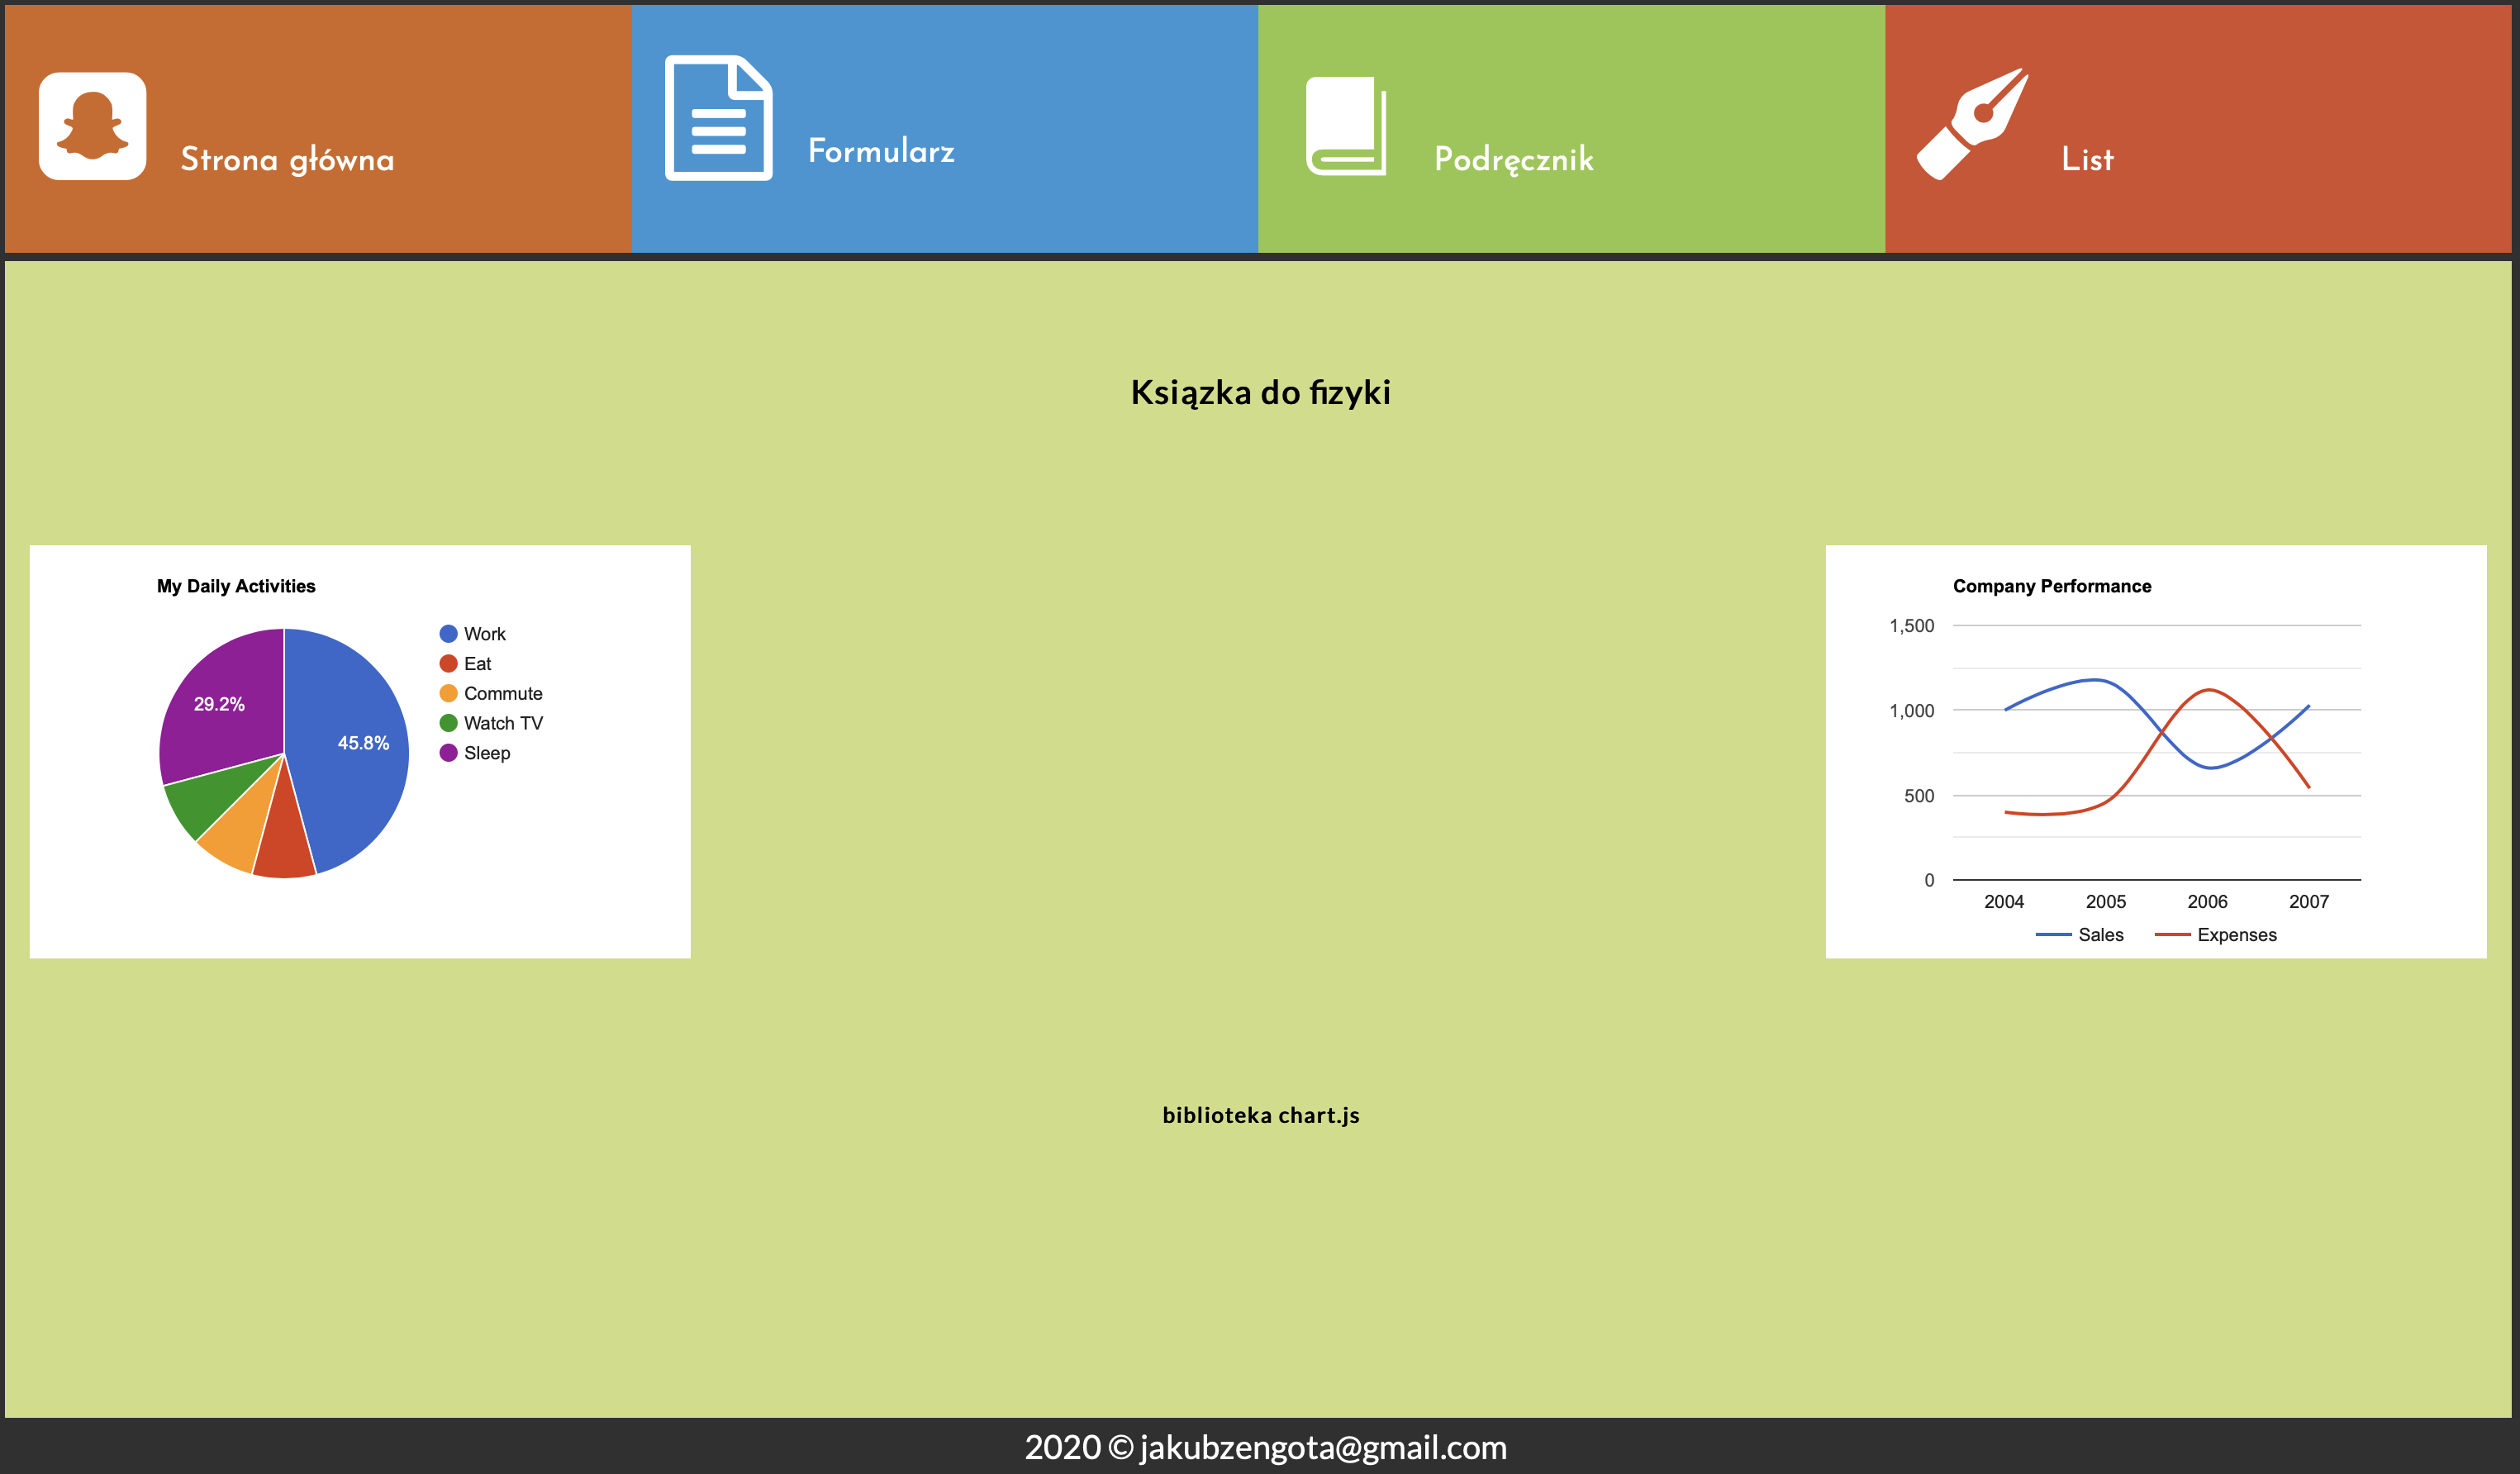 Strona główna
Formularz
Podręcznik
List
Ksiązka do fizyki
My Daily Activities
Work
Eat
Commute
Watch TV
Sleep
29.2%
45.8%
Company Performance
1,500
1,000
500
0
2004 2005 2006 2007
Sales Expenses
biblioteka chart.js
2020 © jakubzengota@gmail.com